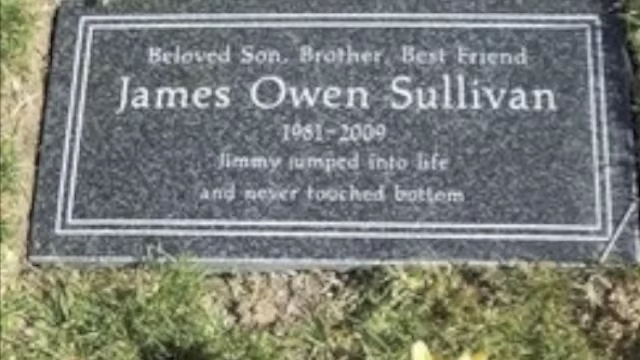 Beloved Son, Brother, Best Friend
James Owen Sullivan
1981-2009
Jimmy jumped into life
and never touched bottom